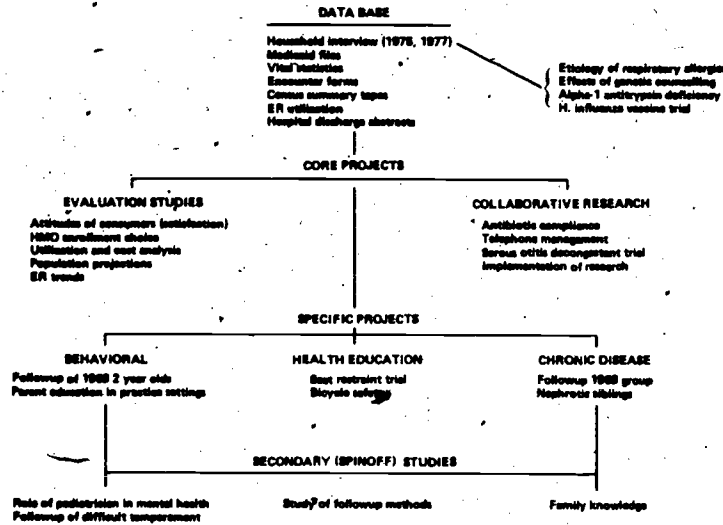 DATA BASE
Household interview (1975, 1977)
Medicaid files
Vital statistics
Encounter forms
Census summary tapes
ER utilization
Hospital discharge abstracts
Etiology of respiratory allergie
Effects of genetic counselling
Alpha-1 antitrypsin deficiency
H. influenza vaccine trial
CORE PROJECTS
EVALUATION STUDIES
Attitudes of consumers (satisfaction)
HMO enrollment choice
Utilization and cost analysis
Population projections
ER trends
COLLABORATIVE RESEARCH
Antibiotic compliance
Telephone management
Serous otitis decongestant trial
Implementation of research
SPECIFIC PROJECTS
BEHAVIORAL
Followup of 1969 2 year olds
Parent education in practice settings
HEALTH EDUCATION
Seat restraint trial
Bicycle safety
CHRONIC DISEASE
Followup 1969 group
Nephrotic siblings
SECONDARY (SPINOFF) STUDIES
Role of pediatrician in mental health
Followup of difficult temperament
Study of followup methods
Family knowledge